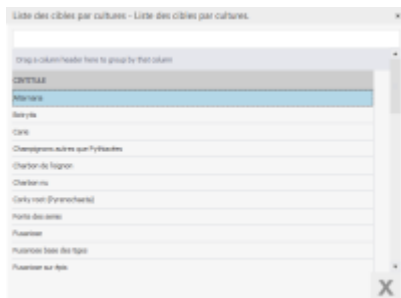 Liste des cibles par cultures - Liste des cibles par cultures.
Drag a column header here to group by that column
Alternaria
Botrytis
Carie
Champignons autres que Pythiacées
Charbon de l'oignon
Charbon nu
Corky root (Pyrenochaeta)
Fonte des semis
Fusariose
Fusariose base des tiges
Fusariose sur épis
X